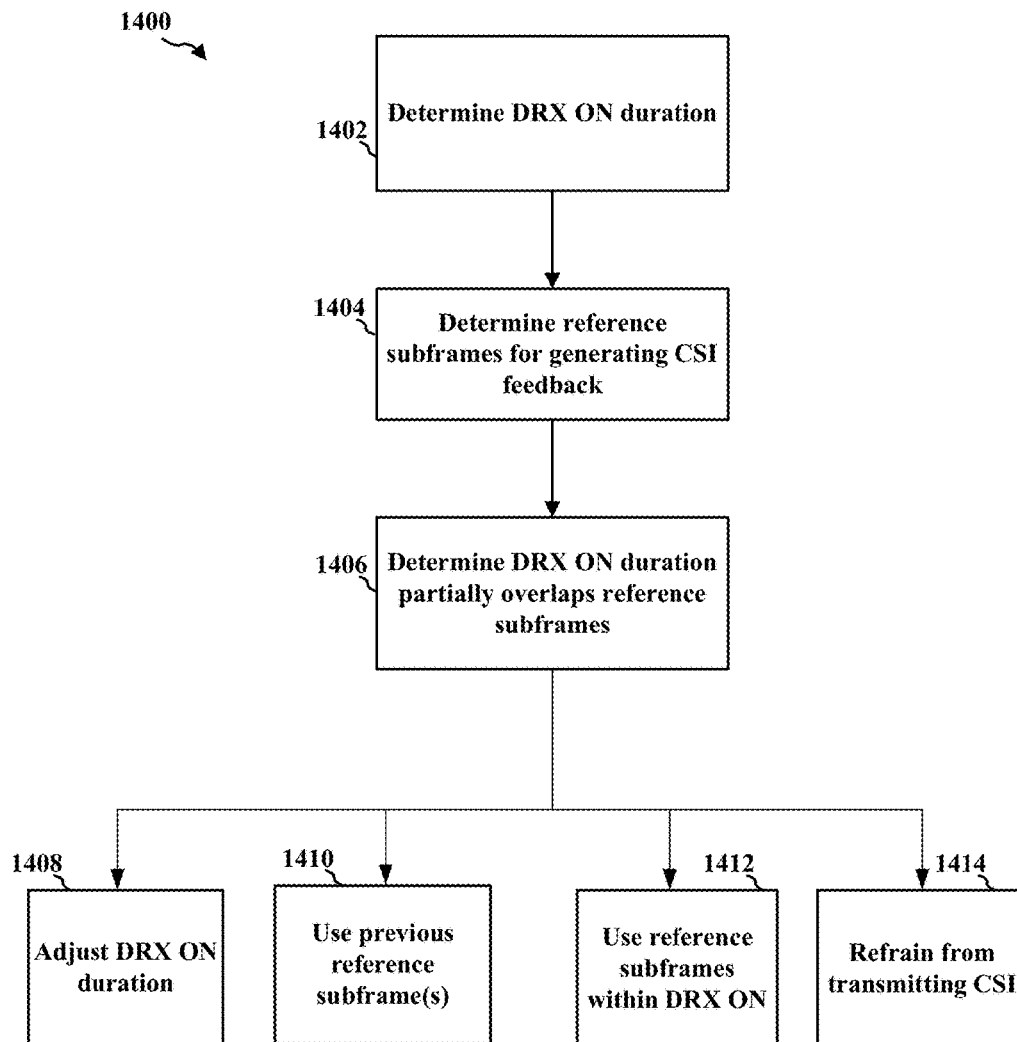 1400
Determine DRX ON duration
1402
1404
Determine reference
subframes for generating CSI
feedback
1406
Determine DRX ON duration
partially overlaps reference
subframes
1408
Adjust DRX ON
duration
1410
Use previous
reference
subframe(s)
1412
Use reference
subframes
within DRX ON
1414
Refrain from
transmitting CSI